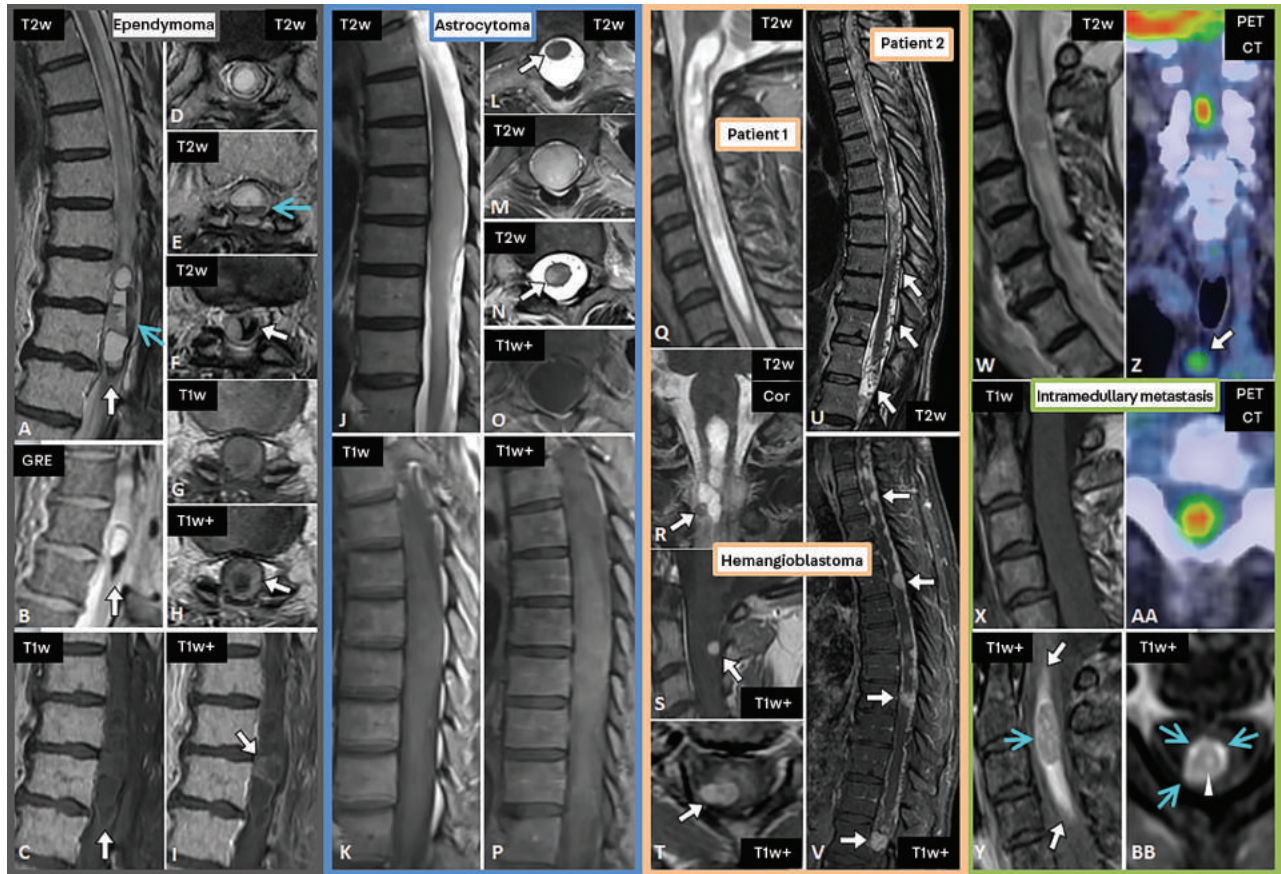 T2w
Ependymoma
T2w
D
T2w
E
T2w
F
A
T1w
G
GRE
B
T1w+
H
T1w
C
T1w+
I
T2w
Astrocytoma
T2w
L
T2w
M
T2w
N
J
T1w+
O
T1w
K
T1w+
P
T2w
Patient 1
Q
Patient 2
U
T2w
T2w
Cor
R
Hemangioblastoma
S
T1w+
T
T1w+
V
T1w+
T2w
W
PET
CT
Z
T1w
Intramedullary metastasis
PET
CT
X
AA
T1w+
Y
T1w+
BB